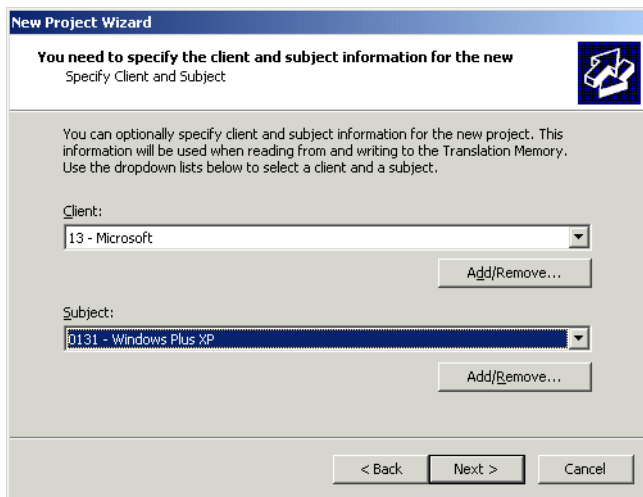 New Project Wizard
You need to specify the client and subject information for the new
Specify Client and Subject
You can optionally specify client and subject information for the new project. This
information will be used when reading from and writing to the Translation Memory.
Use the dropdown lists below to select a client and a subject.
Client:
13 - Microsoft
Add/Remove...
Subject:
0131 - Windows Plus XP
Add/Remove...
< Back Next > Cancel